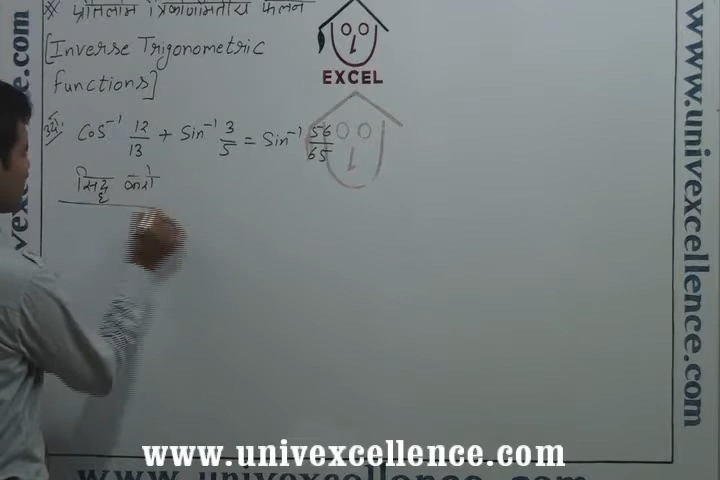 * प्रतिलोम त्रिकोणमितीय फलन
[Inverse Trigonometric
Functions]
EXCEL
Cos⁻¹ 12/13 + Sin⁻¹ 3/5 = Sin⁻¹ 56/65
सिद्ध करो
www.univexcellence.com
www.univexcellence.com